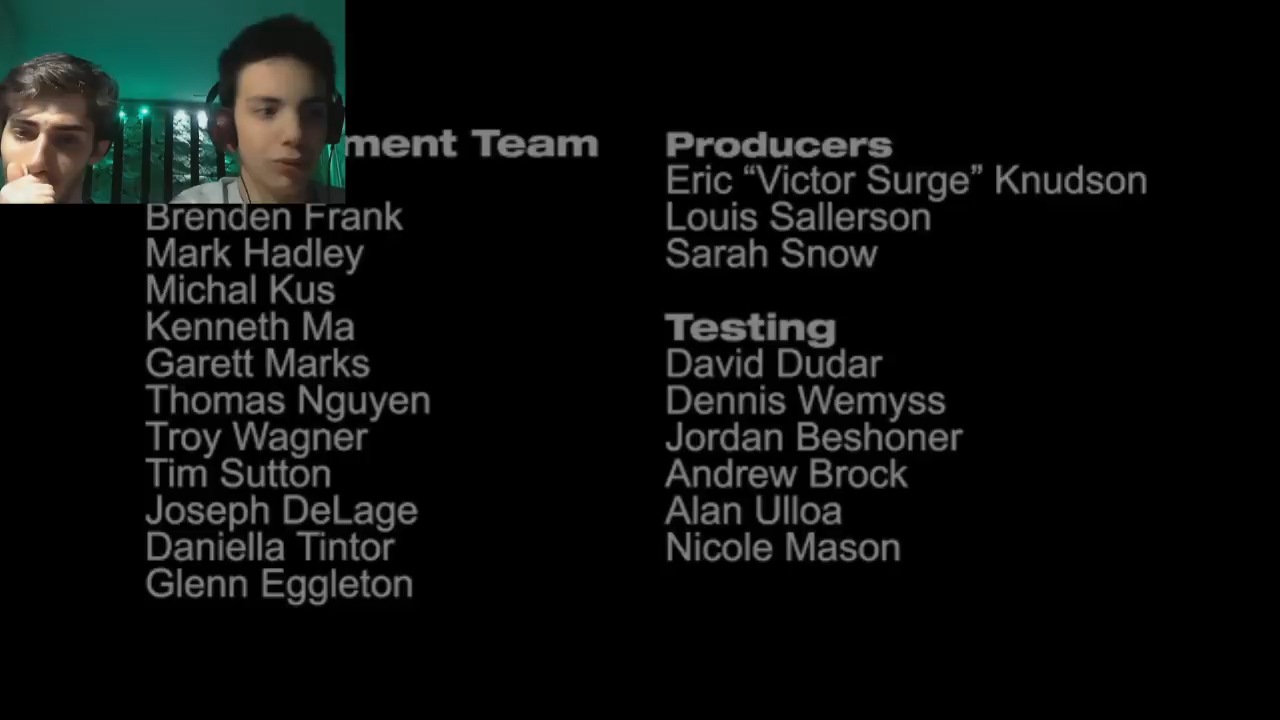 ment Team
Brenden Frank
Mark Hadley
Michal Kus
Kenneth Ma
Garett Marks
Thomas Nguyen
Troy Wagner
Tim Sutton
Joseph DeLage
Daniella Tintor
Glenn Eggleton
Producers
Eric “Victor Surge” Knudson
Louis Sallerson
Sarah Snow
Testing
David Dudar
Dennis Wemyss
Jordan Beshoner
Andrew Brock
Alan Ulloa
Nicole Mason